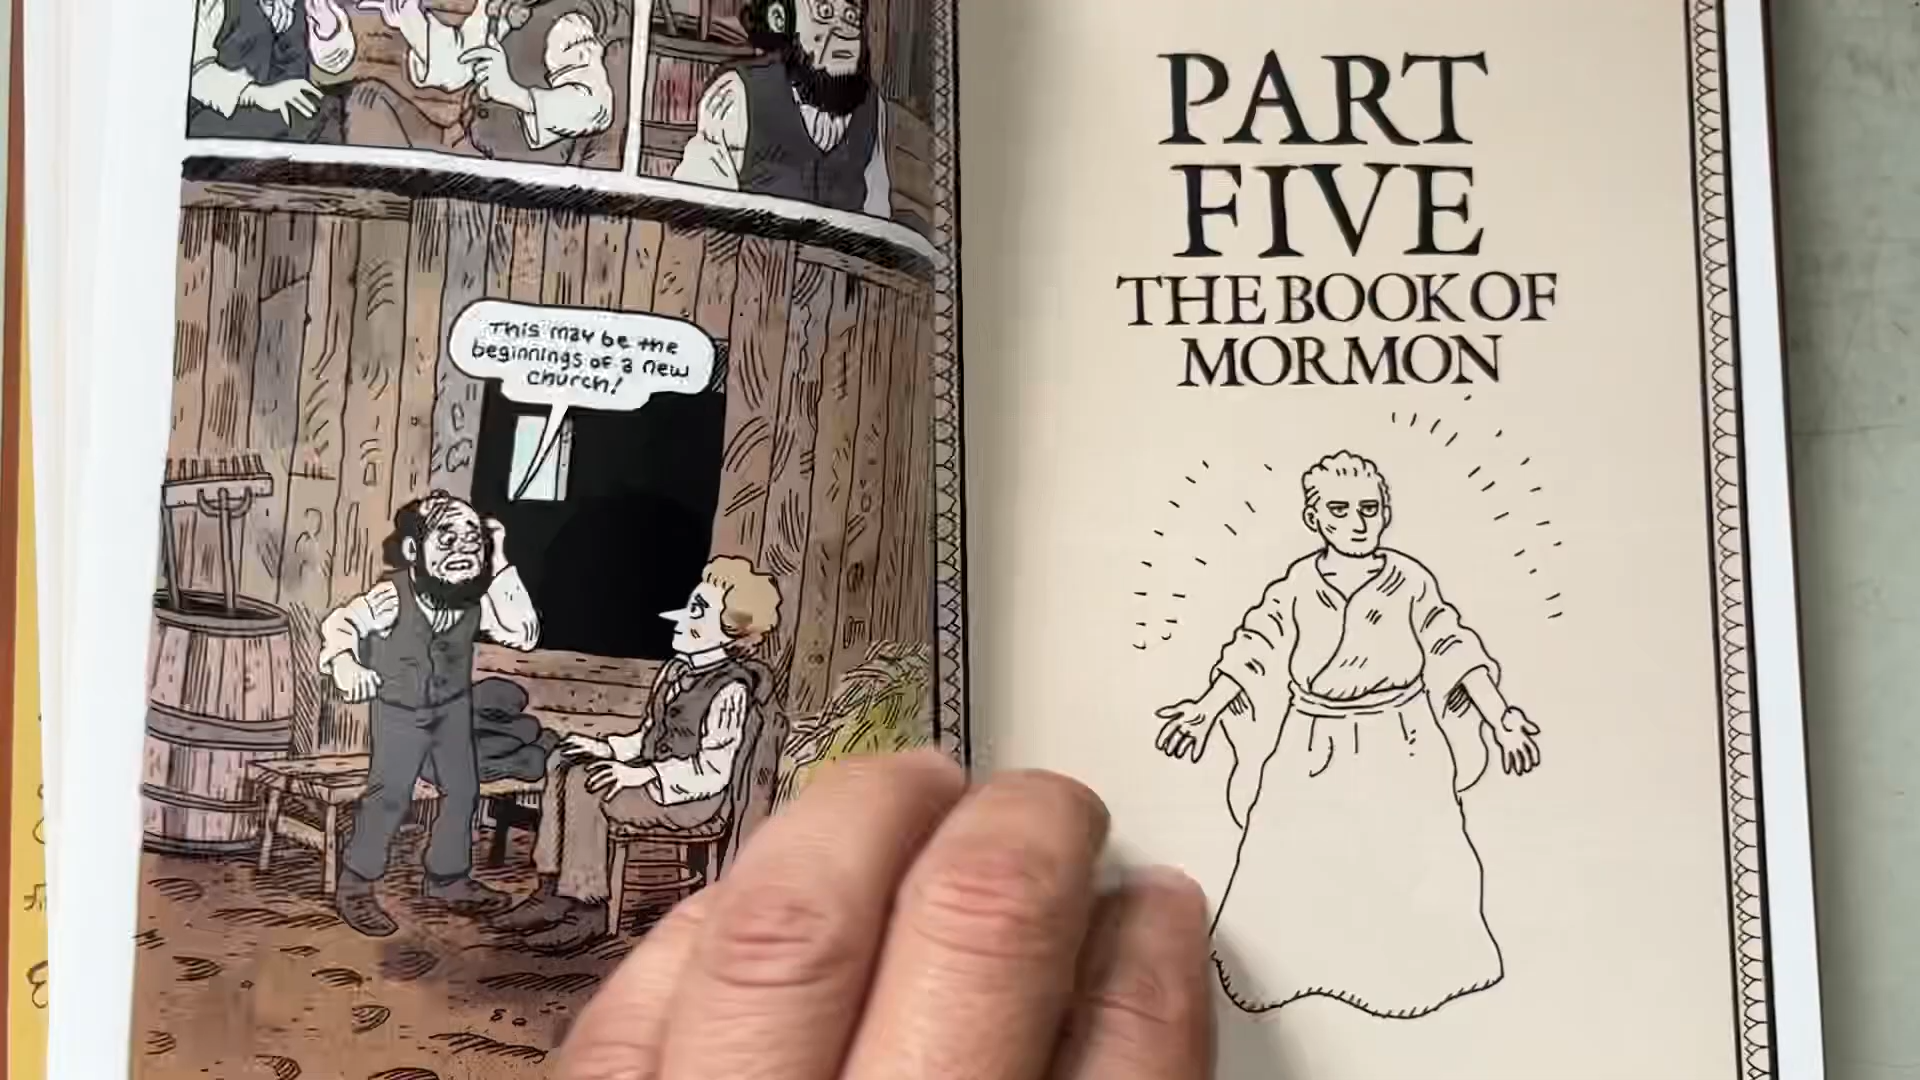 This may be the
beginnings of a new
church!
PART
FIVE
THE BOOK OF
MORMON